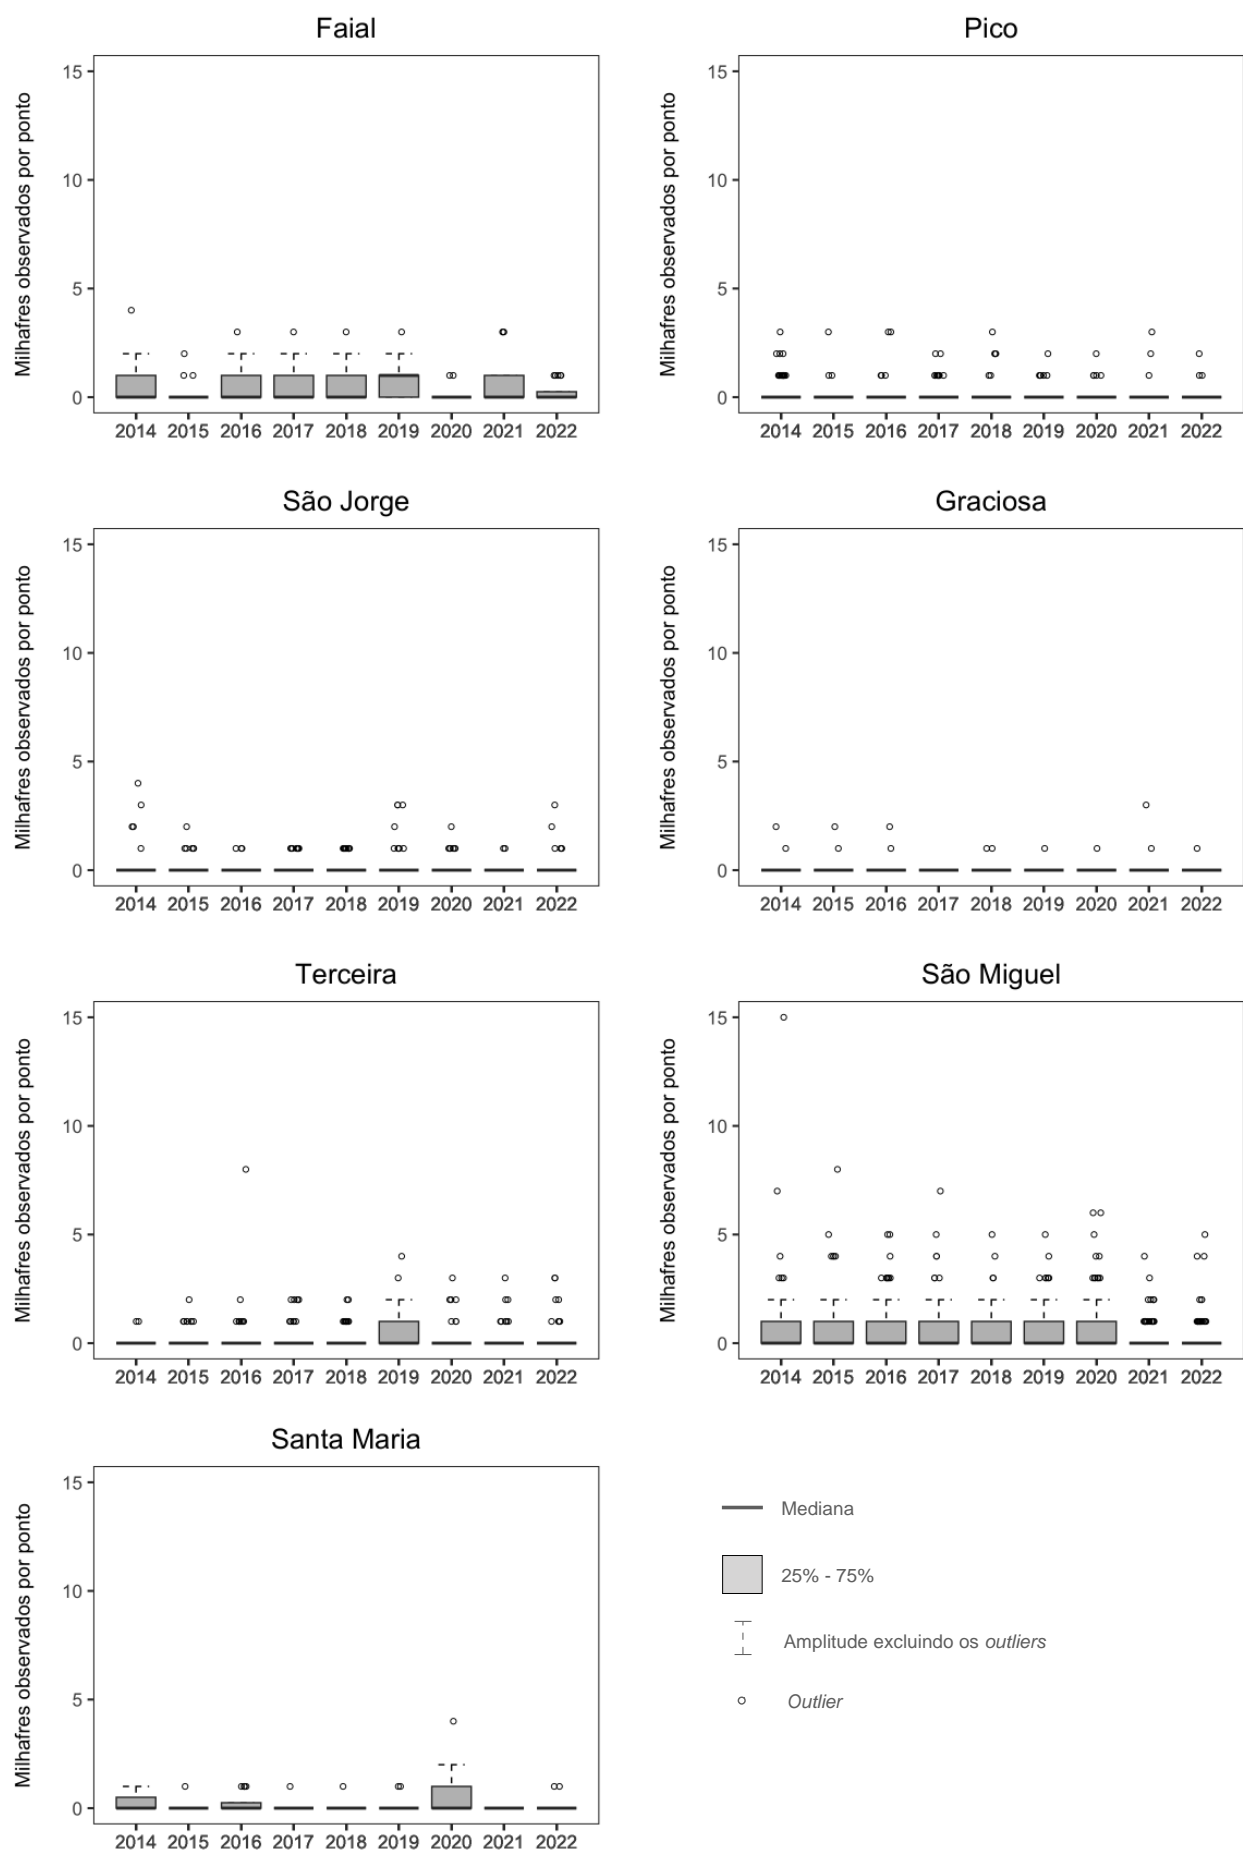 Faial
Milhafres observados por ponto
15
10
5
0
2014 2015 2016 2017 2018 2019 2020 2021 2022
Pico
Milhafres observados por ponto
15
10
5
0
2014 2015 2016 2017 2018 2019 2020 2021 2022
São Jorge
Milhafres observados por ponto
15
10
5
0
2014 2015 2016 2017 2018 2019 2020 2021 2022
Graciosa
Milhafres observados por ponto
15
10
5
0
2014 2015 2016 2017 2018 2019 2020 2021 2022
Terceira
Milhafres observados por ponto
15
10
5
0
2014 2015 2016 2017 2018 2019 2020 2021 2022
São Miguel
Milhafres observados por ponto
15
10
5
0
2014 2015 2016 2017 2018 2019 2020 2021 2022
Santa Maria
Milhafres observados por ponto
15
10
5
0
2014 2015 2016 2017 2018 2019 2020 2021 2022
Mediana
25% - 75%
Amplitude excluindo os outliers
Outlier